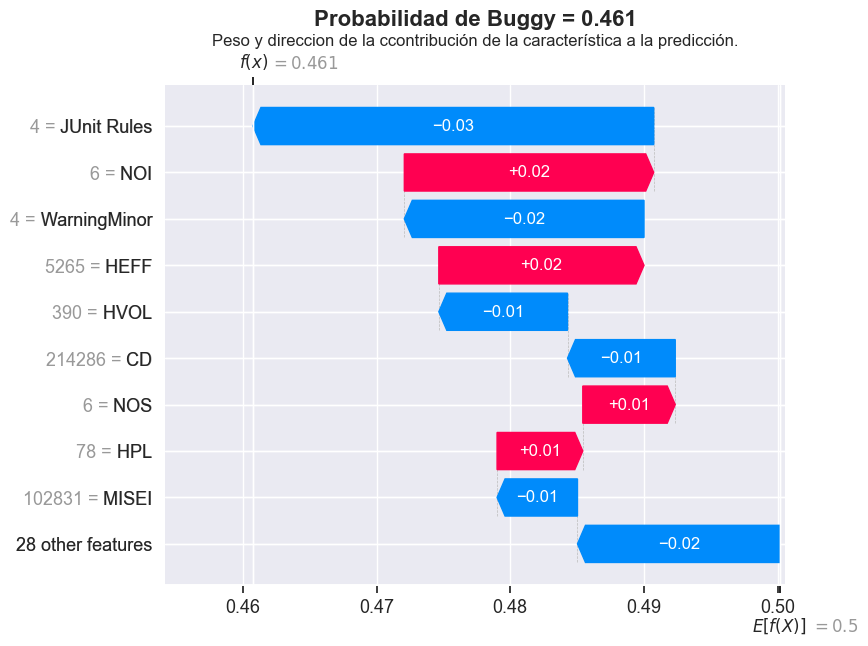 Probabilidad de Buggy = 0.461
Peso y direccion de la ccontribución de la característica a la predicción.
f(x) = 0.461
4 = JUnit Rules −0.03
6 = NOI +0.02
4 = WarningMinor −0.02
5265 = HEFF +0.02
390 = HVOL −0.01
214286 = CD −0.01
6 = NOS +0.01
78 = HPL +0.01
102831 = MISEI −0.01
28 other features −0.02
0.46 0.47 0.48 0.49 0.50
E[f(X)] = 0.5